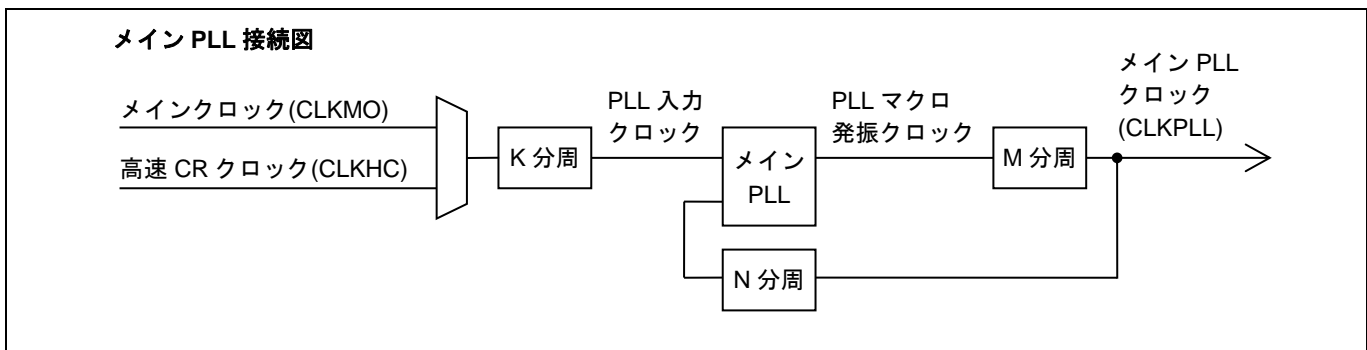 メイン PLL 接続図
メインクロック(CLKMO)
高速 CR クロック(CLKHC)
K 分周
PLL 入力
クロック
メイン
PLL
PLL マクロ
発振クロック
M 分周
メイン PLL
クロック
(CLKPLL)
N 分周